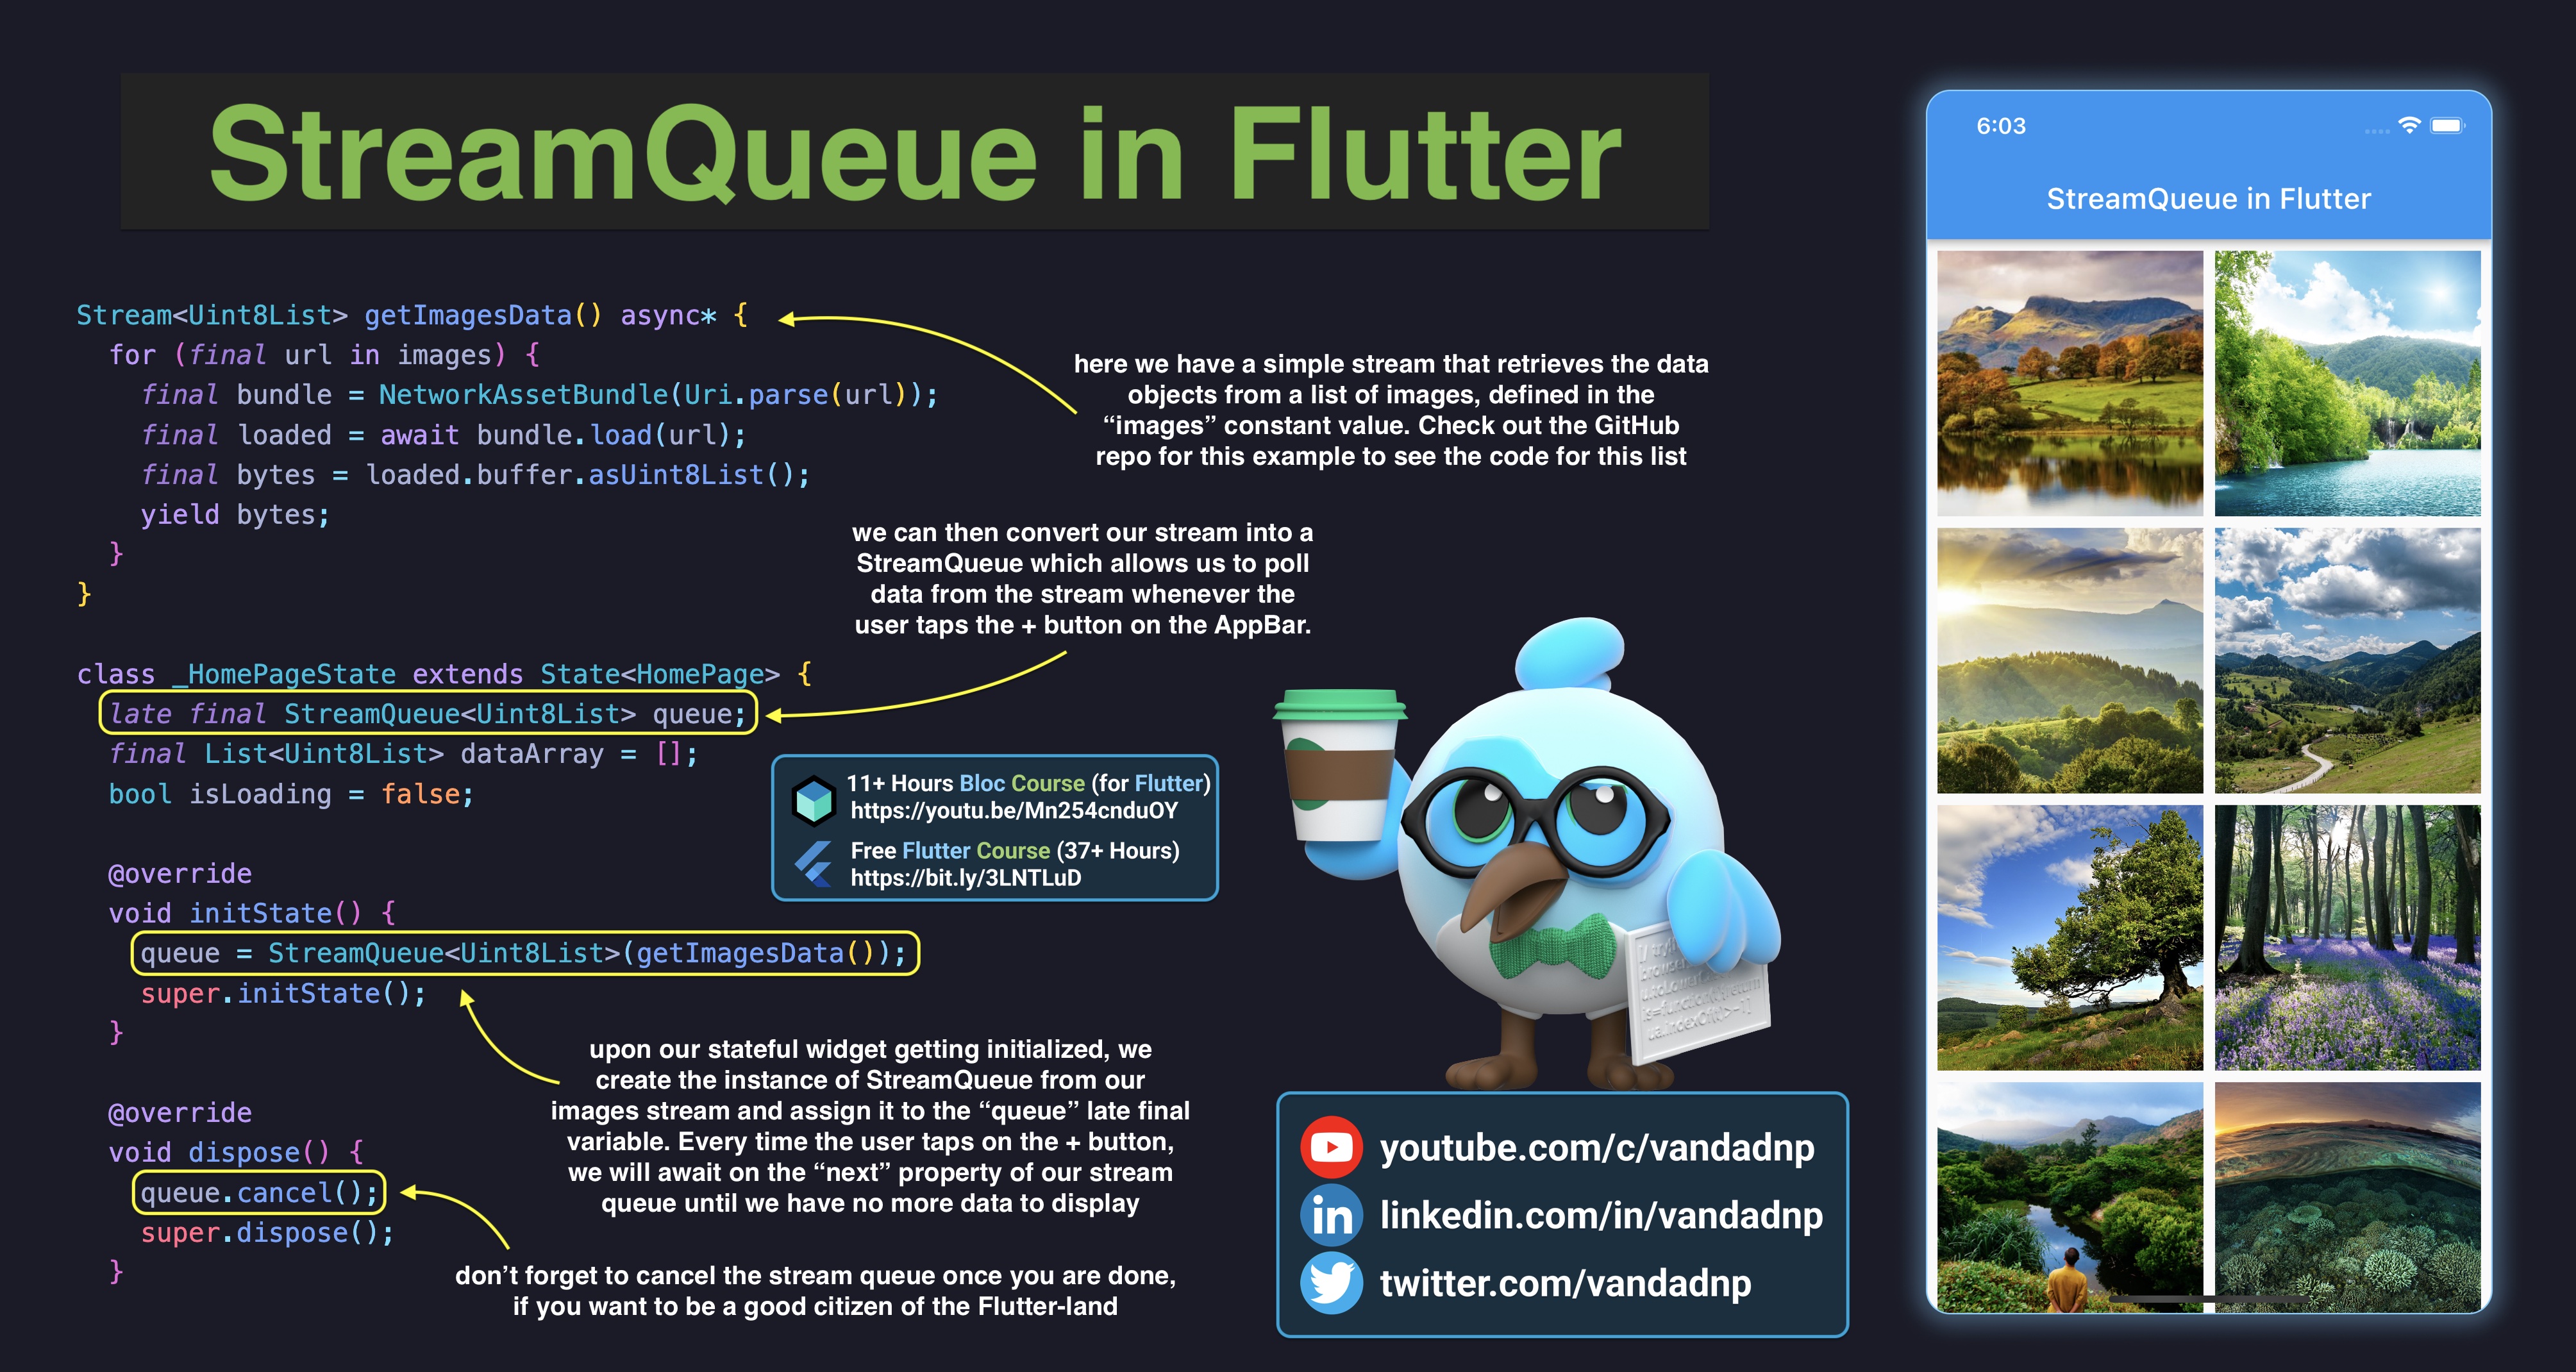 StreamQueue in Flutter
Stream<Uint8List> getImagesData() async* {
for (final url in images) {
final bundle = NetworkAssetBundle(Uri.parse(url));
final loaded = await bundle.load(url);
final bytes = loaded.buffer.asUint8List();
yield bytes;
}
}
here we have a simple stream that retrieves the data
objects from a list of images, defined in the
“images” constant value. Check out the GitHub
repo for this example to see the code for this list
we can then convert our stream into a
StreamQueue which allows us to poll
data from the stream whenever the
user taps the + button on the AppBar.
class _HomePageState extends State<HomePage> {
late final StreamQueue<Uint8List> queue;
final List<Uint8List> dataArray = [];
bool isLoading = false;
@override
void initState() {
queue = StreamQueue<Uint8List>(getImagesData());
super.initState();
}
@override
void dispose() {
queue.cancel();
super.dispose();
}
11+ Hours Bloc Course (for Flutter)
https://youtu.be/Mn254cnduOY
Free Flutter Course (37+ Hours)
https://bit.ly/3LNTLuD
upon our stateful widget getting initialized, we
create the instance of StreamQueue from our
images stream and assign it to the “queue” late final
variable. Every time the user taps on the + button,
we will await on the “next” property of our stream
queue until we have no more data to display
don’t forget to cancel the stream queue once you are done,
if you want to be a good citizen of the Flutter-land
youtube.com/c/vandadnp
in linkedin.com/in/vandadnp
twitter.com/vandadnp
6:03
StreamQueue in Flutter